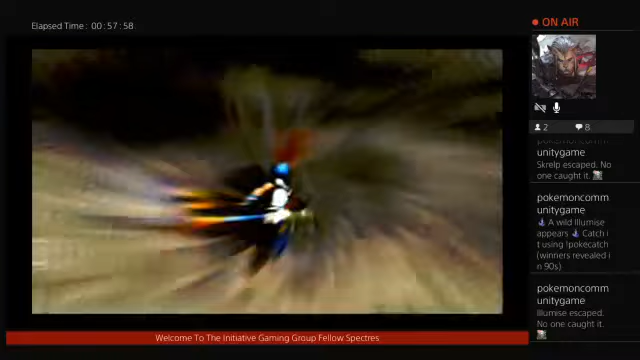 Elapsed Time : 00:57:58
ON AIR
2
8
unitygame
Skrelp escaped. No
one caught it.
pokemoncomm
unitygame
A wild Illumise
appears Catch i
t using !pokecatch
(winners revealed i
n 90s)
pokemoncomm
unitygame
Illumise escaped.
No one caught it.
Welcome To The Initiative Gaming Group Fellow Spectres